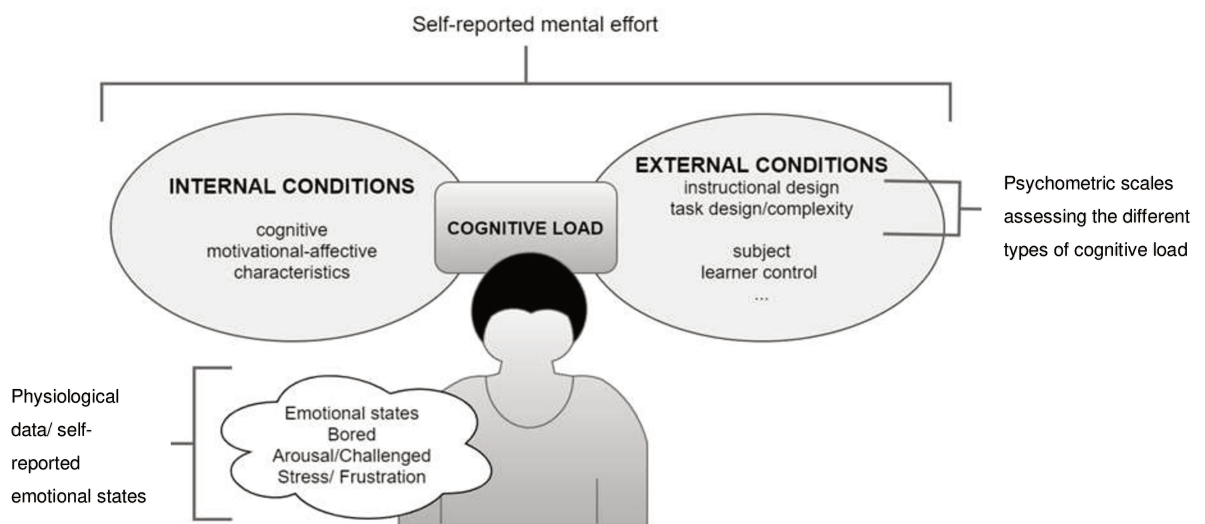 Self-reported mental effort
INTERNAL CONDITIONS
cognitive
motivational-affective
characteristics
COGNITIVE LOAD
EXTERNAL CONDITIONS
instructional design
task design/complexity
subject
learner control
...
Psychometric scales
assessing the different
types of cognitive load
Physiological
data/ self-
reported
emotional states
Emotional states
Bored
Arousal/Challenged
Stress/ Frustration